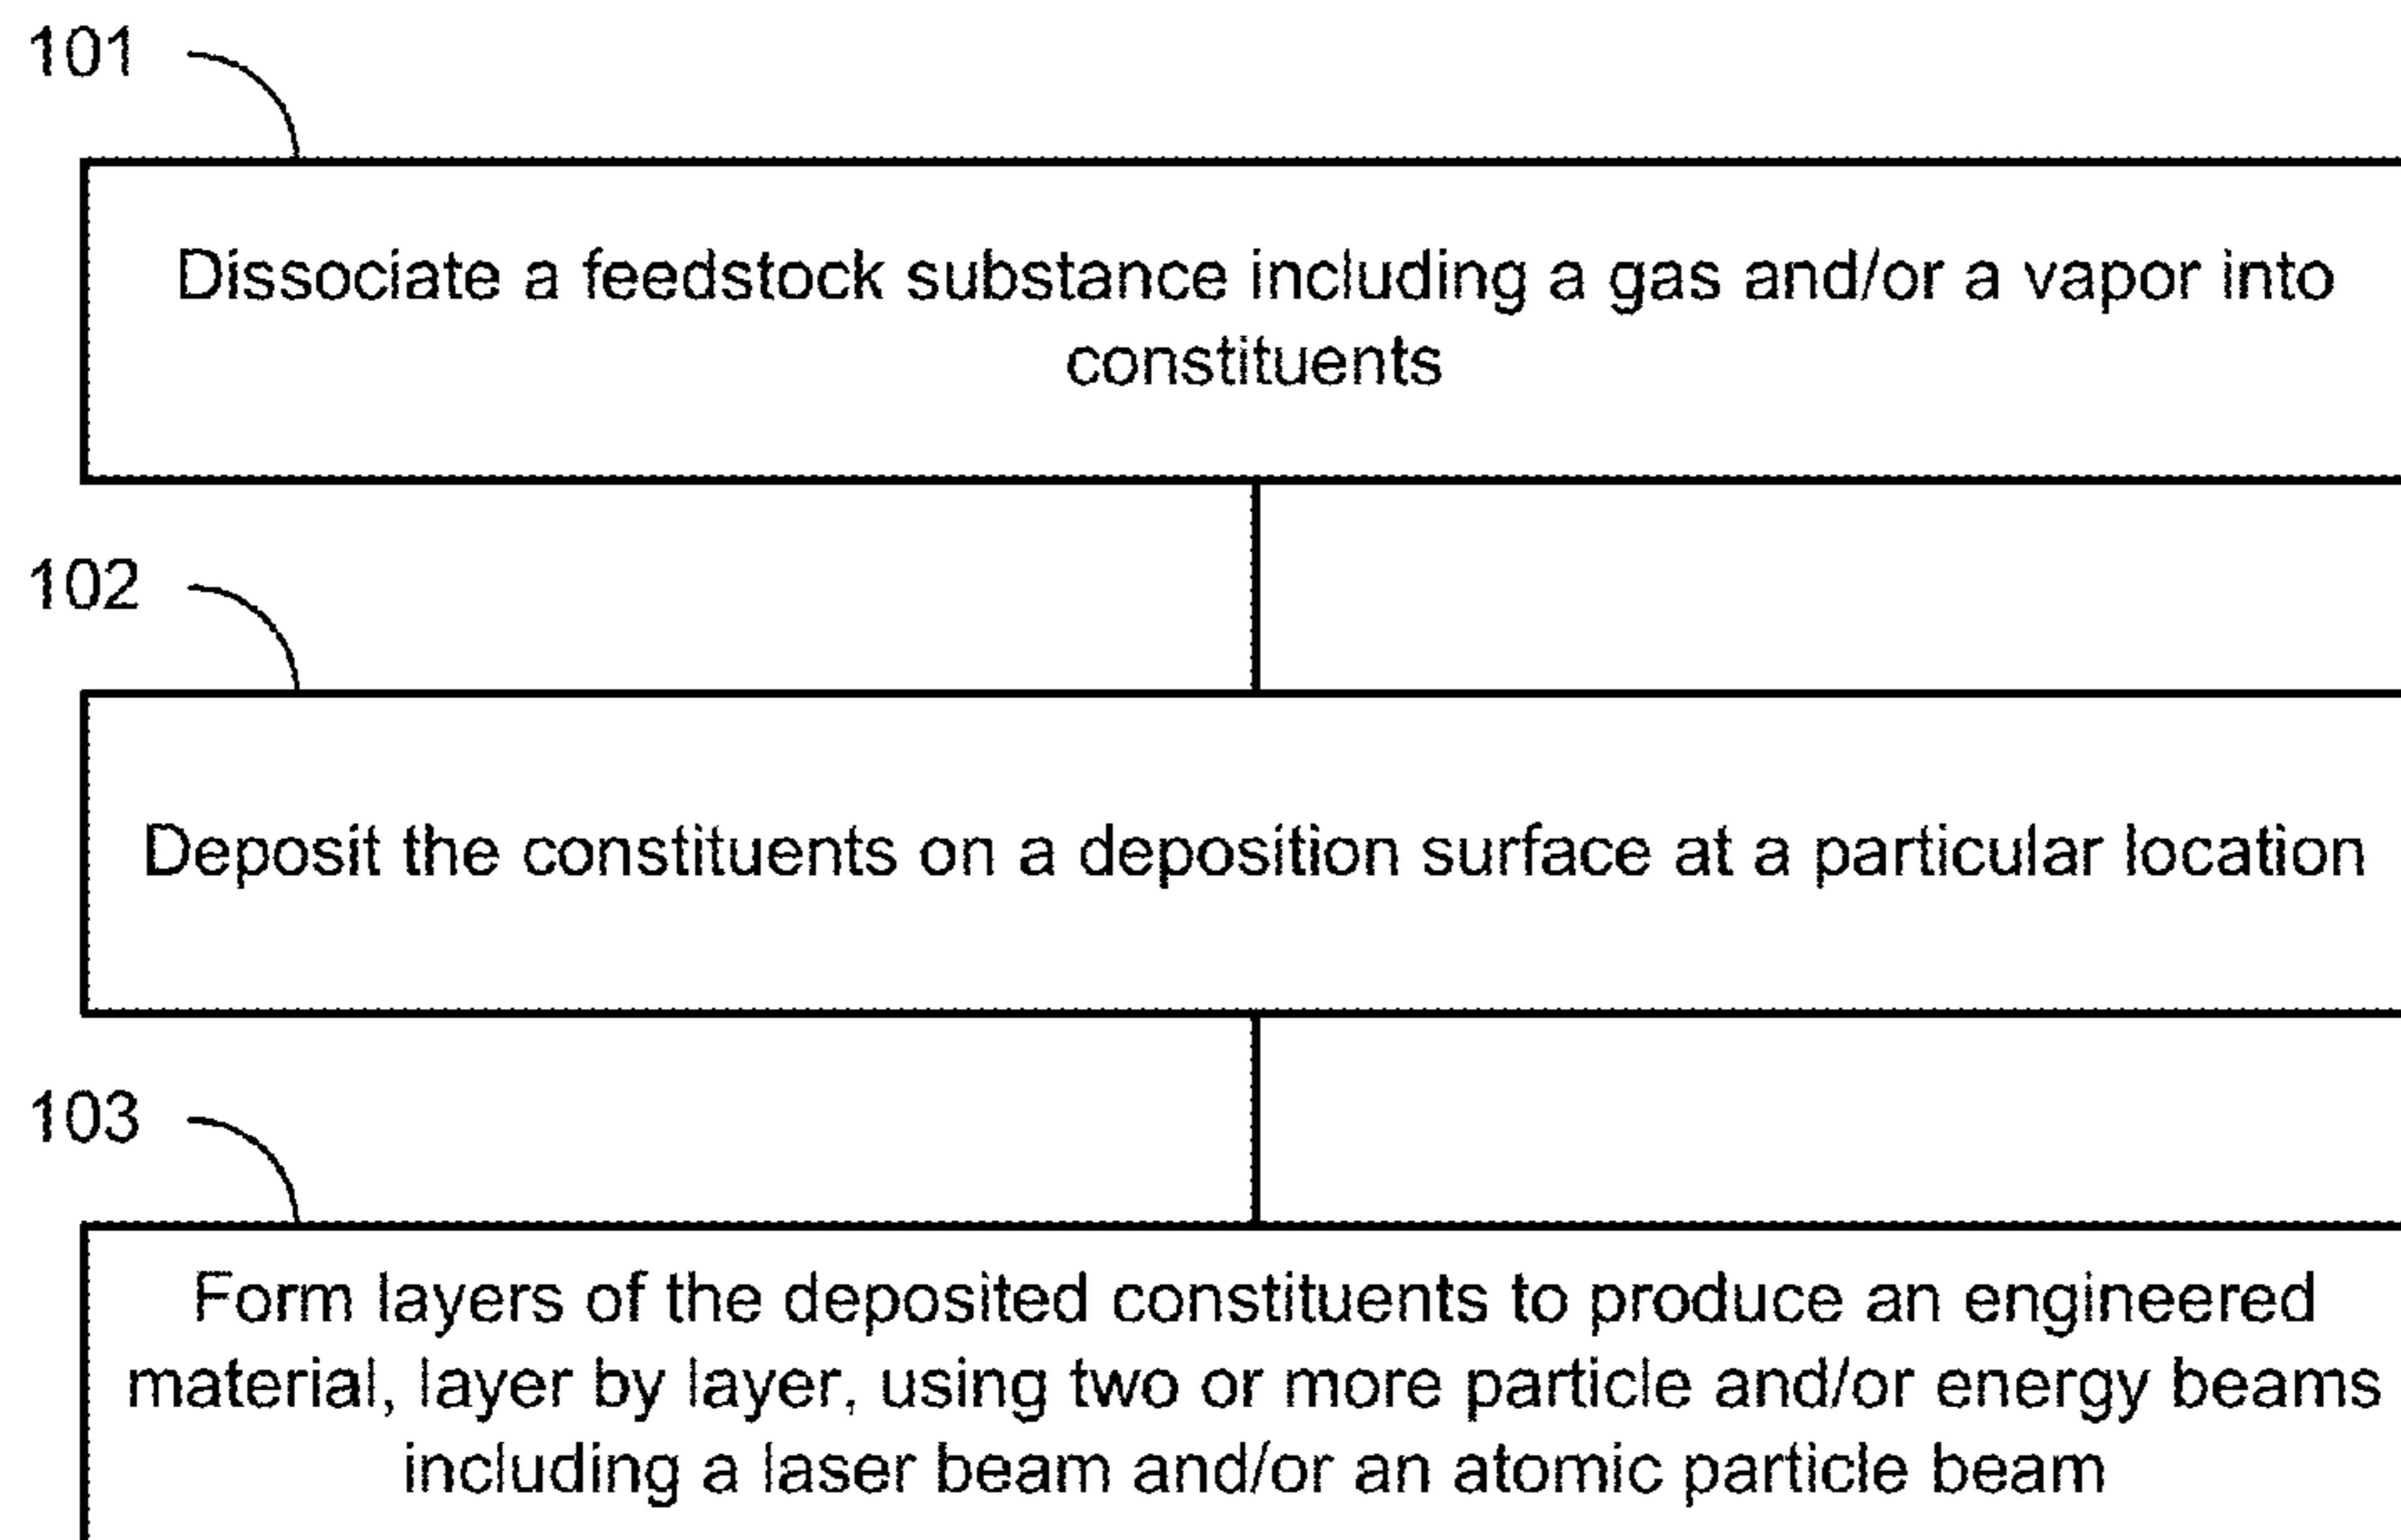 101
Dissociate a feedstock substance including a gas and/or a vapor into
constituents
102
Deposit the constituents on a deposition surface at a particular location
103
Form layers of the deposited constituents to produce an engineered
material, layer by layer, using two or more particle and/or energy beams
including a laser beam and/or an atomic particle beam